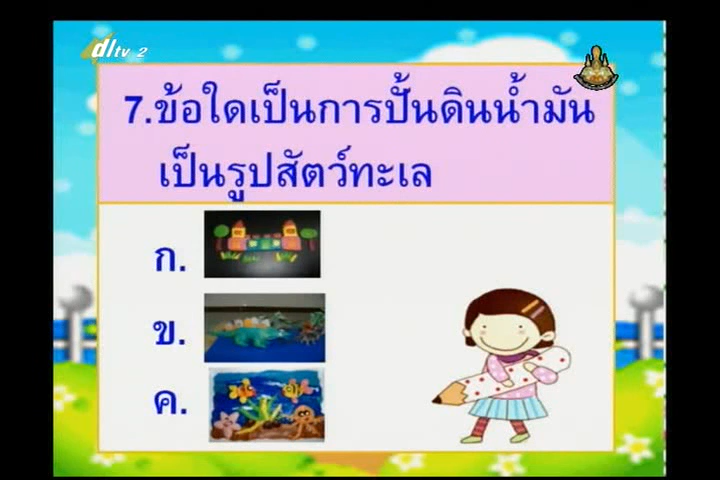 dltv 2
7.ข้อใดเป็นการปั้นดินน้ำมัน
เป็นรูปสัตว์ทะเล
ก.
ข.
ค.